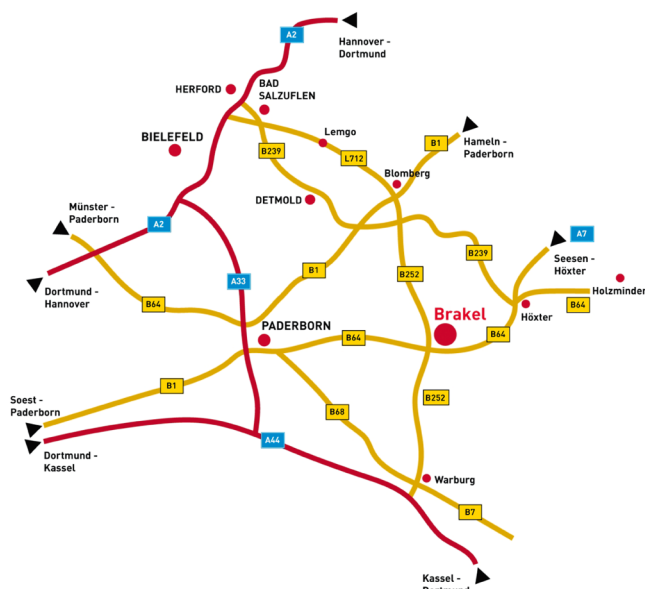 A2
Hannover -
Dortmund
HERFORD
BAD
SALZUFLEN
BIELEFELD
B239
Lemgo
L712
B1
Hameln -
Paderborn
Blomberg
DETMOLD
Münster -
Paderborn
A2
A7
Seesen -
Höxter
B239
B1
B252
A33
Dortmund -
Hannover
B64
Holzminden
B64
Höxter
Brakel
PADERBORN
B64
B64
B1
Soest -
Paderborn
B252
B68
A44
Dortmund -
Kassel
Warburg
B7
Kassel -